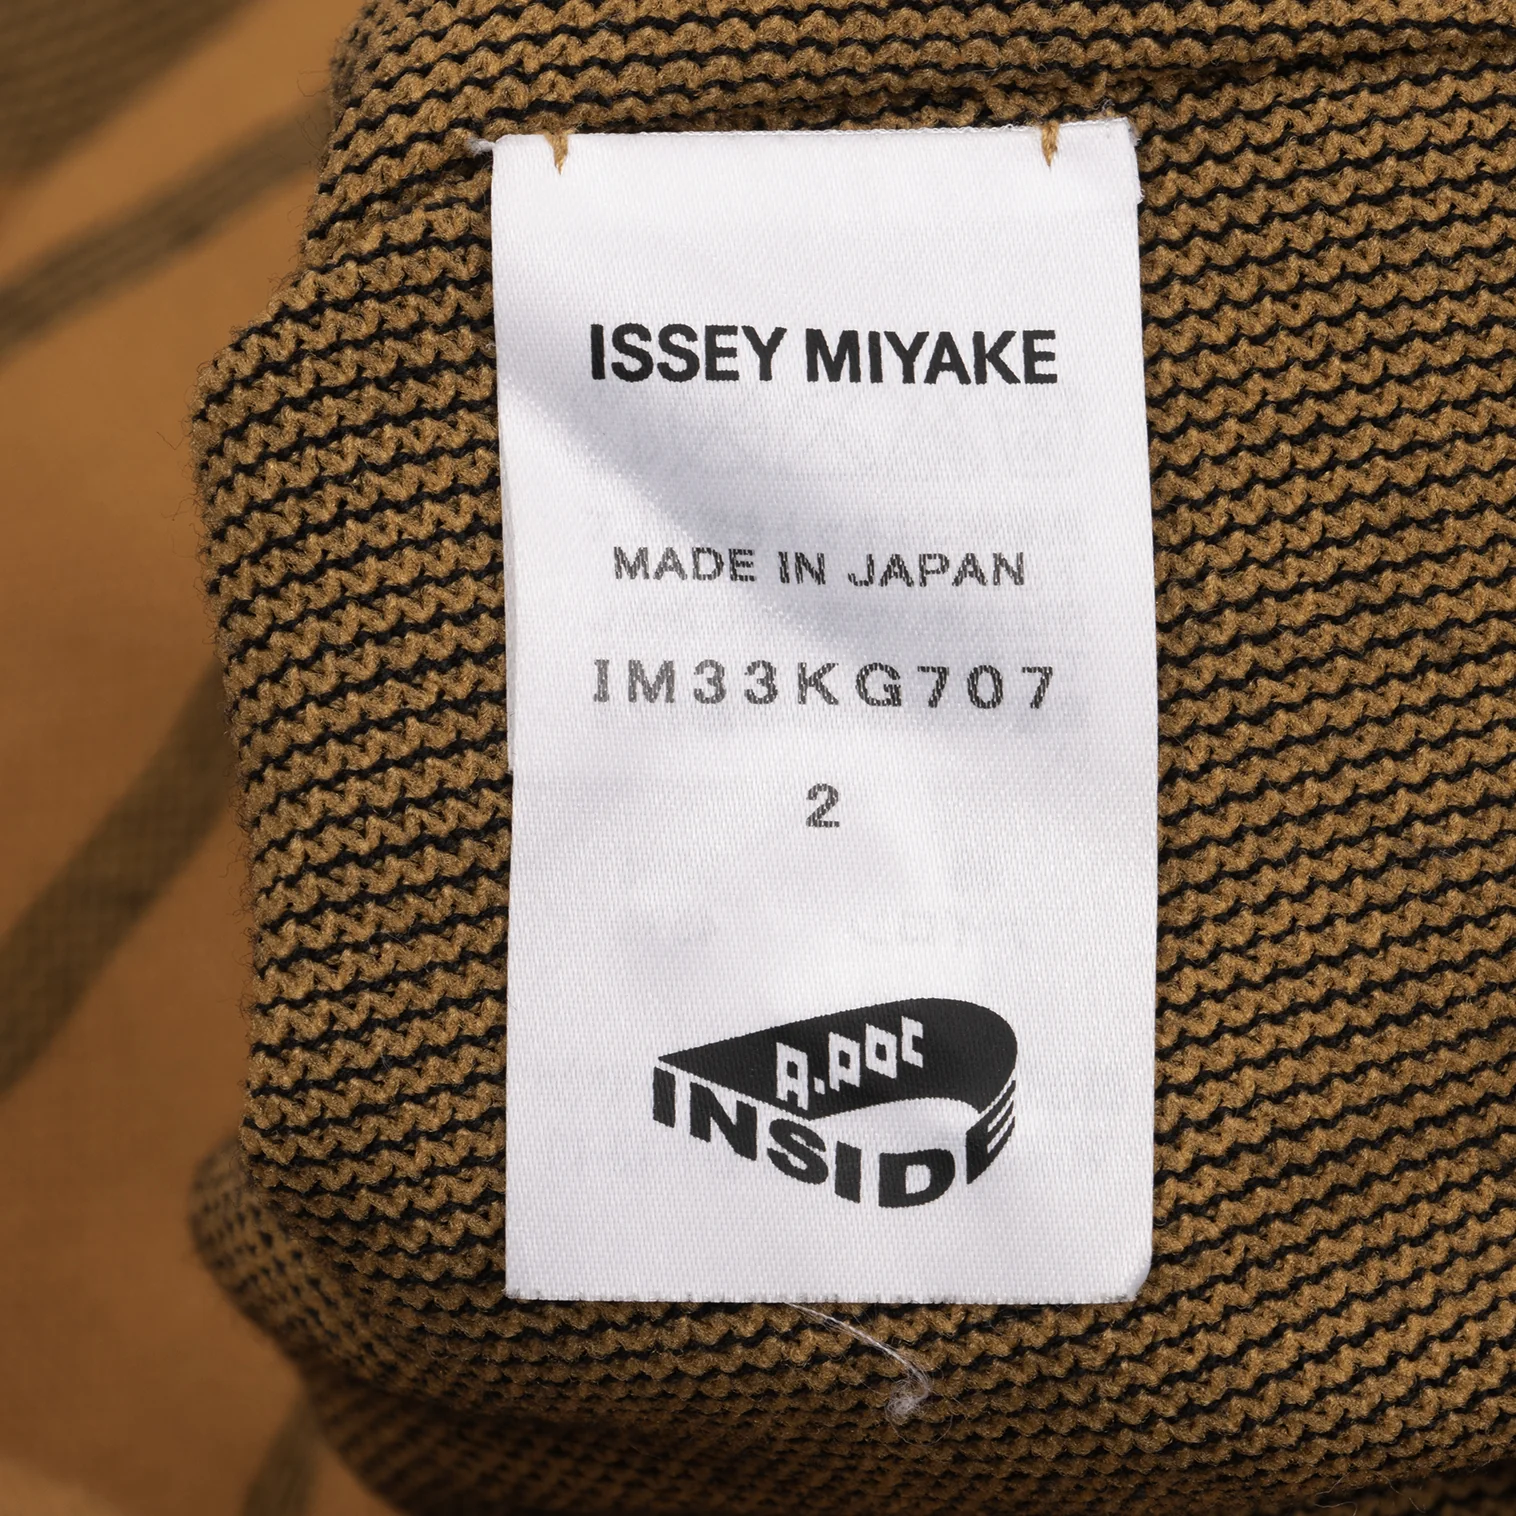 ISSEY MIYAKE
MADE IN JAPAN
IM33KG707
2
A.POC
INSIDE